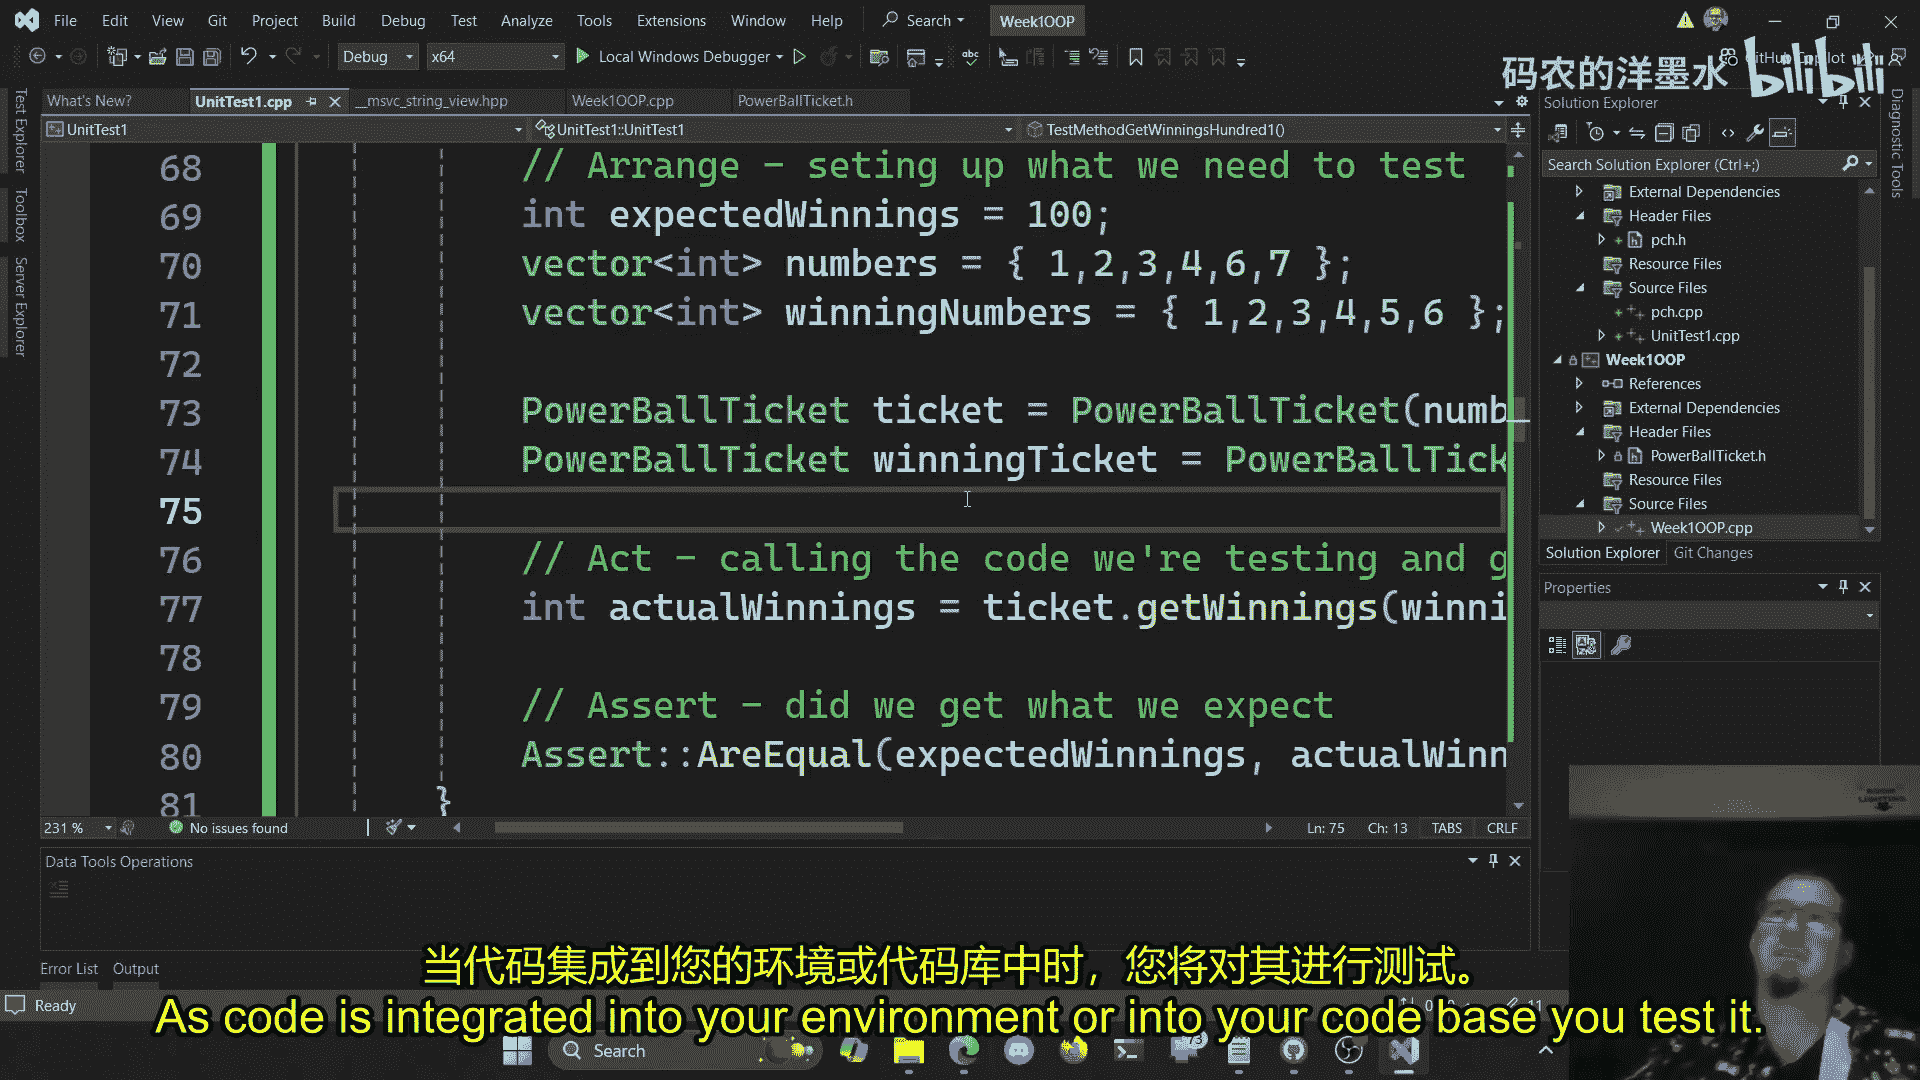 File Edit View Git Project Build Debug Test Analyze Tools Extensions Window Help Search Week1OOP
Debug x64 Local Windows Debugger
码农的洋墨水 bilibili
What's New? UnitTest1.cpp __msvc_string_view.hpp Week1OOP.cpp PowerBallTicket.h
UnitTest1 UnitTest1::UnitTest1 TestMethodGetWinningsHundred1()
Test Explorer
Toolbox
Server Explorer
68 // Arrange - seting up what we need to test
69 int expectedWinnings = 100;
70 vector<int> numbers = { 1,2,3,4,6,7 };
71 vector<int> winningNumbers = { 1,2,3,4,5,6 };
72
73 PowerBallTicket ticket = PowerBallTicket(numb
74 PowerBallTicket winningTicket = PowerBallTick
75
76 // Act - calling the code we're testing and g
77 int actualWinnings = ticket.getWinnings(winni
78
79 // Assert - did we get what we expect
80 Assert::AreEqual(expectedWinnings, actualWinn
81 }
231 % No issues found Ln: 75 Ch: 13 TABS CRLF
Solution Explorer
Search Solution Explorer (Ctrl+;)
External Dependencies
Header Files
pch.h
Resource Files
Source Files
pch.cpp
UnitTest1.cpp
Week1OOP
References
External Dependencies
Header Files
PowerBallTicket.h
Resource Files
Source Files
Week1OOP.cpp
Solution Explorer Git Changes
Properties
Diagnostic Tools
Data Tools Operations
Error List Output
Ready
当代码集成到您的环境或代码库中时，您将对其进行测试。
As code is integrated into your environment or into your code base you test it.
Search